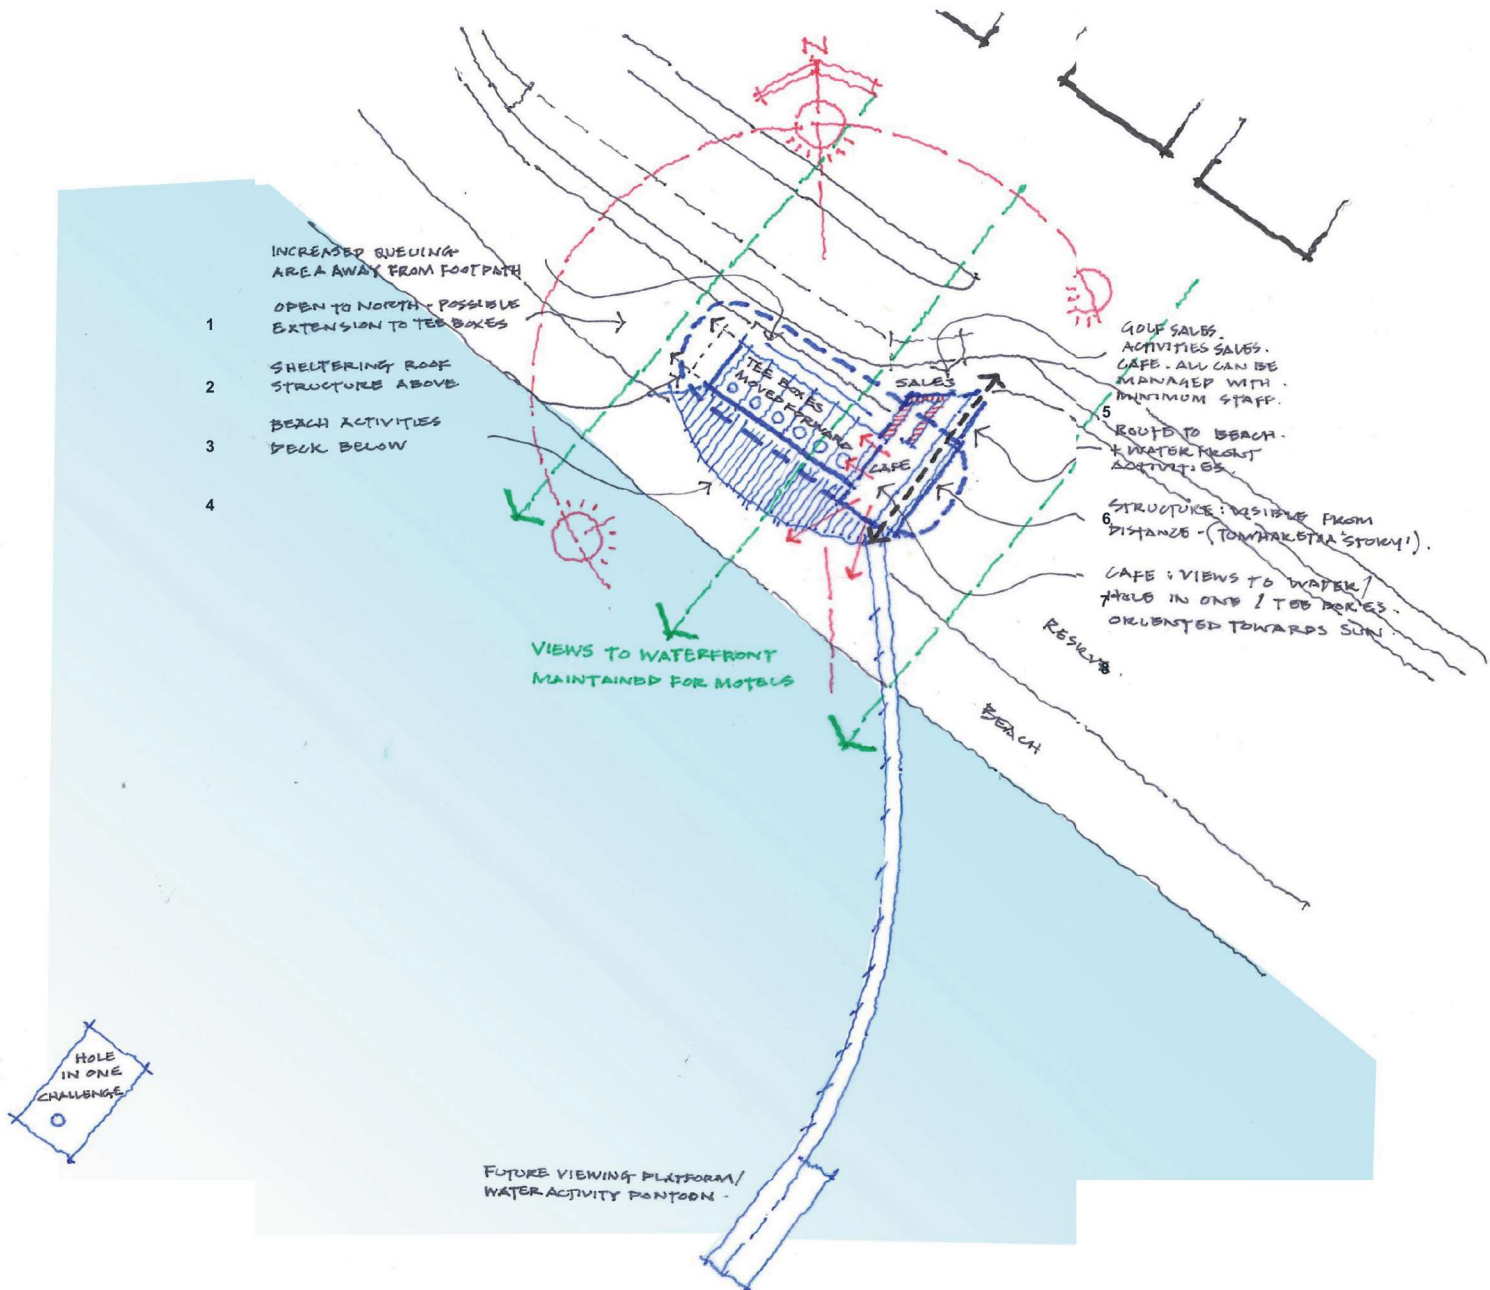 N
INCREASED QUEUING
AREA AWAY FROM FOOTPATH
1
OPEN TO NORTH - POSSIBLE
EXTENSION TO TEE BOXES
2
SHELTERING ROOF
STRUCTURE ABOVE
3
BEACH ACTIVITIES
DECK BELOW
4
TEE BOXES
MOVED FORWARD
SALES
CAFE
GOLF SALES.
ACTIVITIES SALES.
CAFE. ALL CAN BE
MANAGED WITH
MINIMUM STAFF.
5
ROUTE TO BEACH.
+ WATERFRONT
ACTIVITIES.
6
STRUCTURE : VISIBLE FROM
DISTANCE - ( 'STORY'!).
CAFE : VIEWS TO WATER /
7
HOLE IN ONE / TEE BOXES.
ORIENTED TOWARDS SUN.
8
RESERVE.
BEACH
VIEWS TO WATERFRONT
MAINTAINED FOR MOTELS
HOLE
IN ONE
CHALLENGE
FUTURE VIEWING PLATFORM/
WATER ACTIVITY PONTOON.